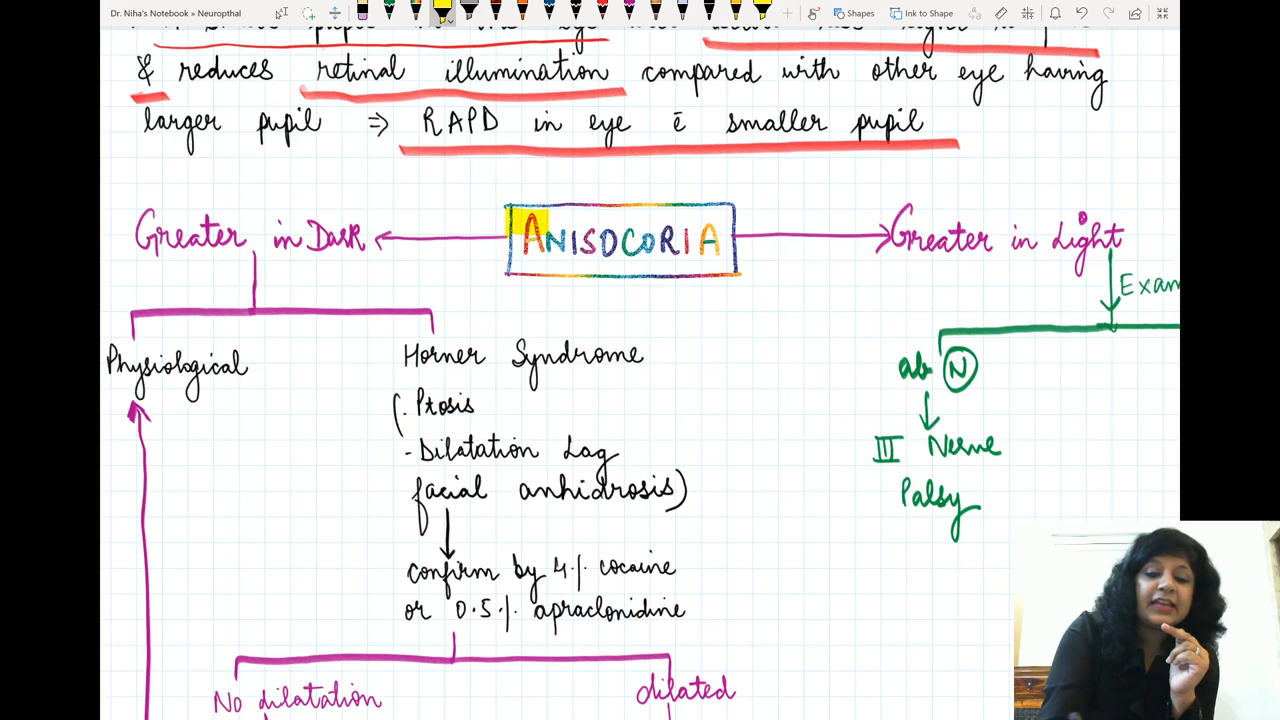 Dr. Niha's Notebook » Neuropthal
Shapes
Ink to Shape
& reduces retinal illumination compared with other eye having
larger pupil ⇒ RAPD in eye c̄ smaller pupil
Greater in Dark
ANISOCORIA
Greater in Light
Exam
Physiological
Horner Syndrome
(. Ptosis
- Dilatation Lag
facial anhidrosis)
ab N
III Nerve
Palsy
confirm by 4% cocaine
or 0.5% apraclonidine
No dilatation
dilated